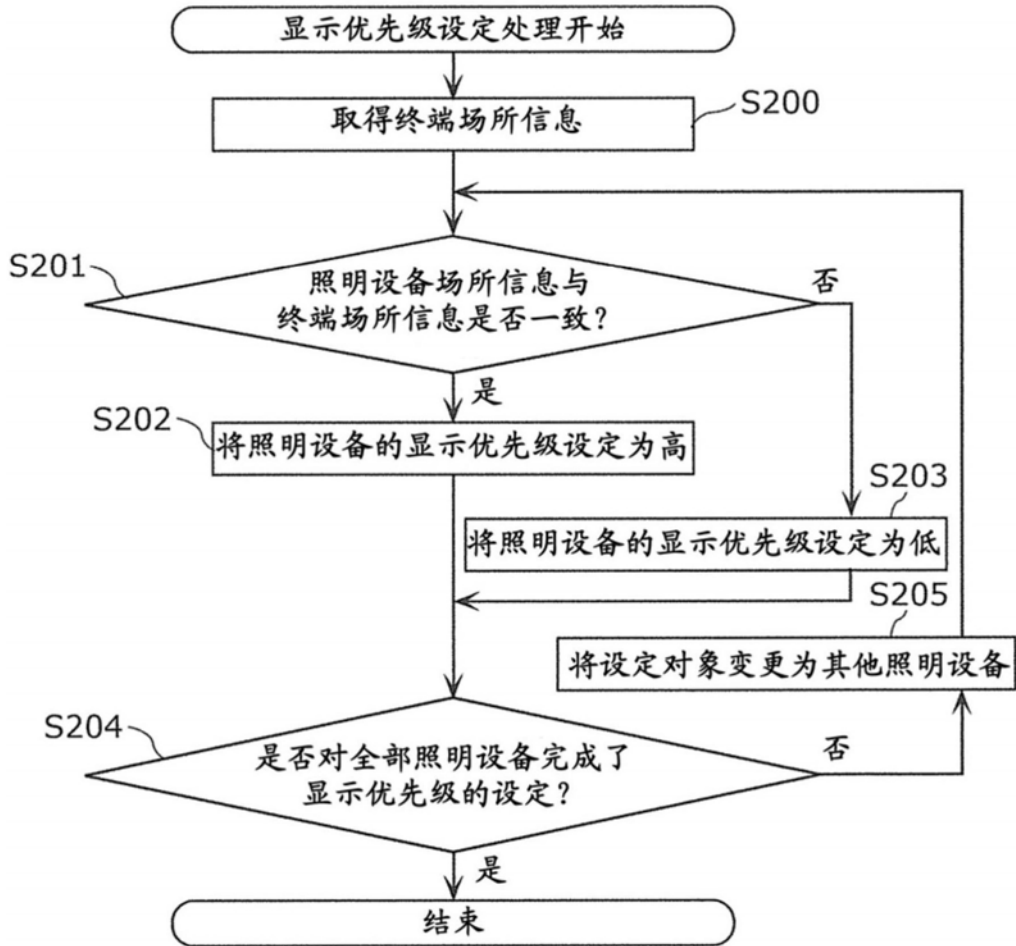 显示优先级设定处理开始
取得终端场所信息
S200
S201
照明设备场所信息与
终端场所信息是否一致？
否
是
S202
将照明设备的显示优先级设定为高
S203
将照明设备的显示优先级设定为低
S205
将设定对象变更为其他照明设备
S204
是否对全部照明设备完成了
显示优先级的设定？
否
是
结束